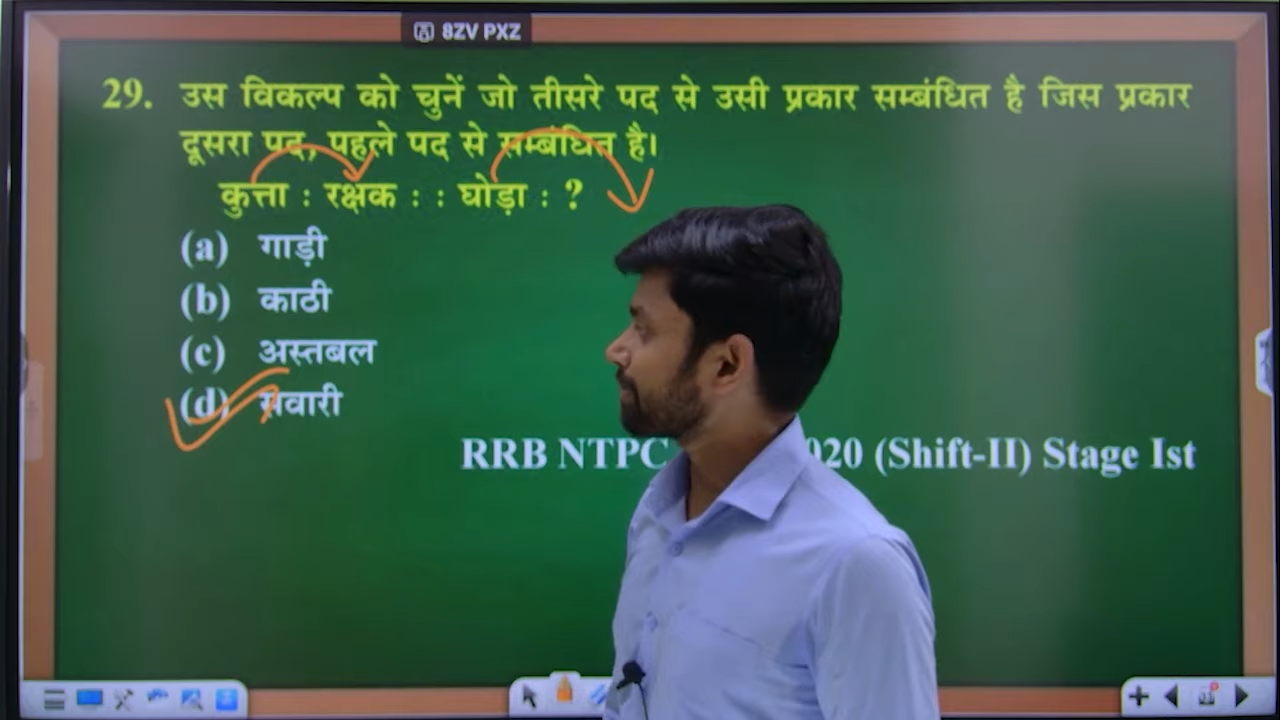 8ZV PXZ
29. उस विकल्प को चुनें जो तीसरे पद से उसी प्रकार सम्बंधित है जिस प्रकार
दूसरा पद, पहले पद से सम्बंधित है।
कुत्ता : रक्षक : : घोड़ा : ?
(a) गाड़ी
(b) काठी
(c) अस्तबल
(d) सवारी
RRB NTPC 020 (Shift-II) Stage Ist